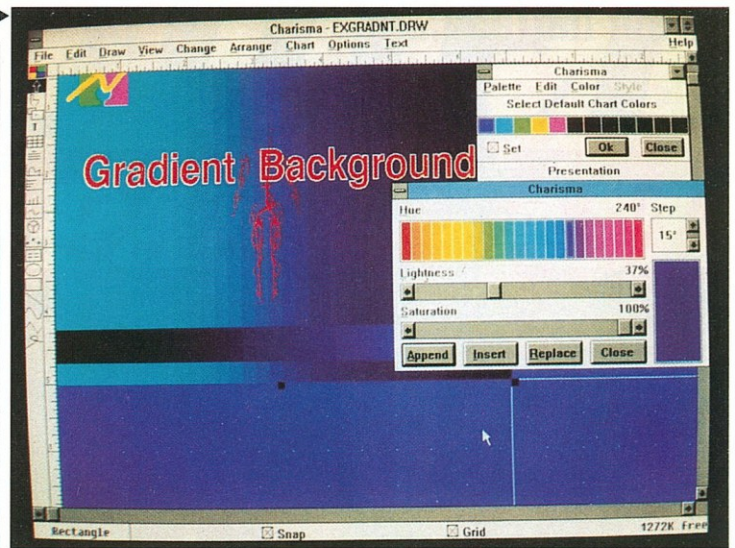 Charisma - EXGRADNT.DRW
File Edit Draw View Change Arrange Chart Options Text Help
Charisma
Palette Edit Color Style
Select Default Chart Colors
Set Ok Close
Presentation
Gradient Background
Charisma
Hue 240° Step
15°
Lightness 37%
Saturation 100%
Append Insert Replace Close
Rectangle Snap Grid 1272K Free